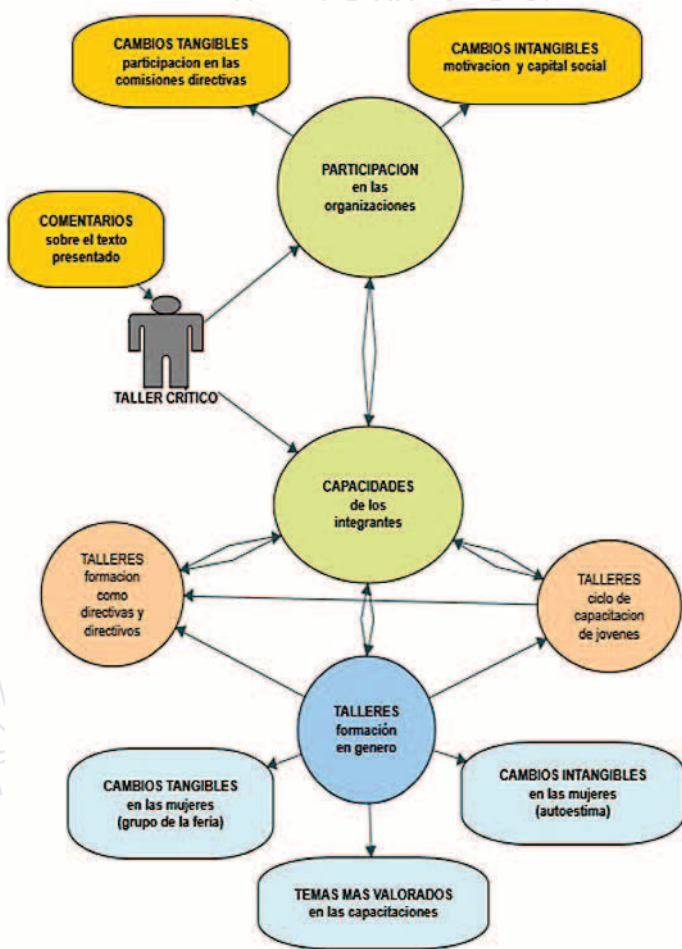 CAMBIOS TANGIBLES
participacion en las
comisiones directivas
CAMBIOS INTANGIBLES
motivacion y capital social
PARTICIPACION
en las
organizaciones
COMENTARIOS
sobre el texto
presentado
TALLER CRÍTICO
CAPACIDADES
de los
integrantes
TALLERES
formacion
como
directivas y
directiivos
TALLERES
ciclo de
capacitacion
de jovenes
TALLERES
formación
en genero
CAMBIOS TANGIBLES
en las mujeres
(grupo de la feria)
CAMBIOS INTANGIBLES
en las mujeres
(autoestima)
TEMAS MAS VALORADOS
en las capacitaciones